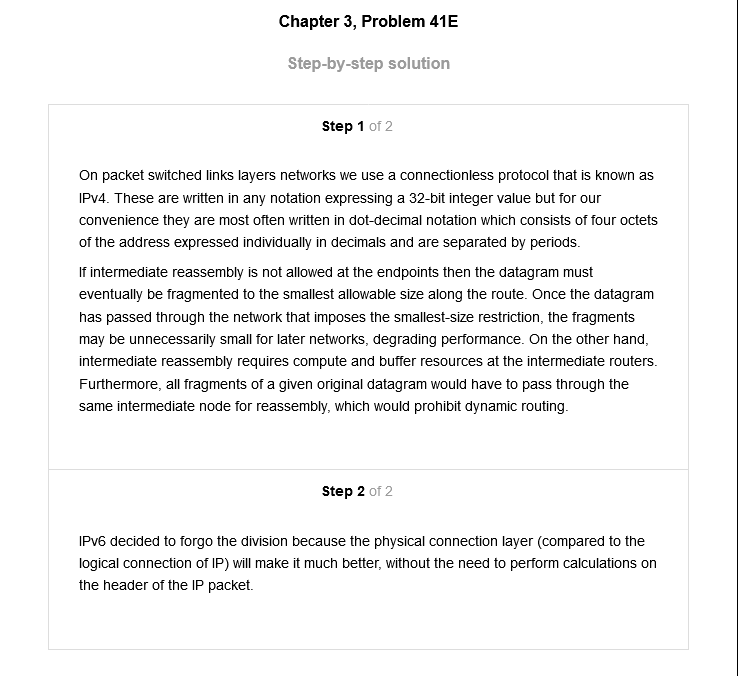 Chapter 3, Problem 41E
Step-by-step solution
Step 1 of 2
On packet switched links layers networks we use a connectionless protocol that is known as
IPv4. These are written in any notation expressing a 32-bit integer value but for our
convenience they are most often written in dot-decimal notation which consists of four octets
of the address expressed individually in decimals and are separated by periods.
If intermediate reassembly is not allowed at the endpoints then the datagram must
eventually be fragmented to the smallest allowable size along the route. Once the datagram
has passed through the network that imposes the smallest-size restriction, the fragments
may be unnecessarily small for later networks, degrading performance. On the other hand,
intermediate reassembly requires compute and buffer resources at the intermediate routers.
Furthermore, all fragments of a given original datagram would have to pass through the
same intermediate node for reassembly, which would prohibit dynamic routing.
Step 2 of 2
IPv6 decided to forgo the division because the physical connection layer (compared to the
logical connection of IP) will make it much better, without the need to perform calculations on
the header of the IP packet.